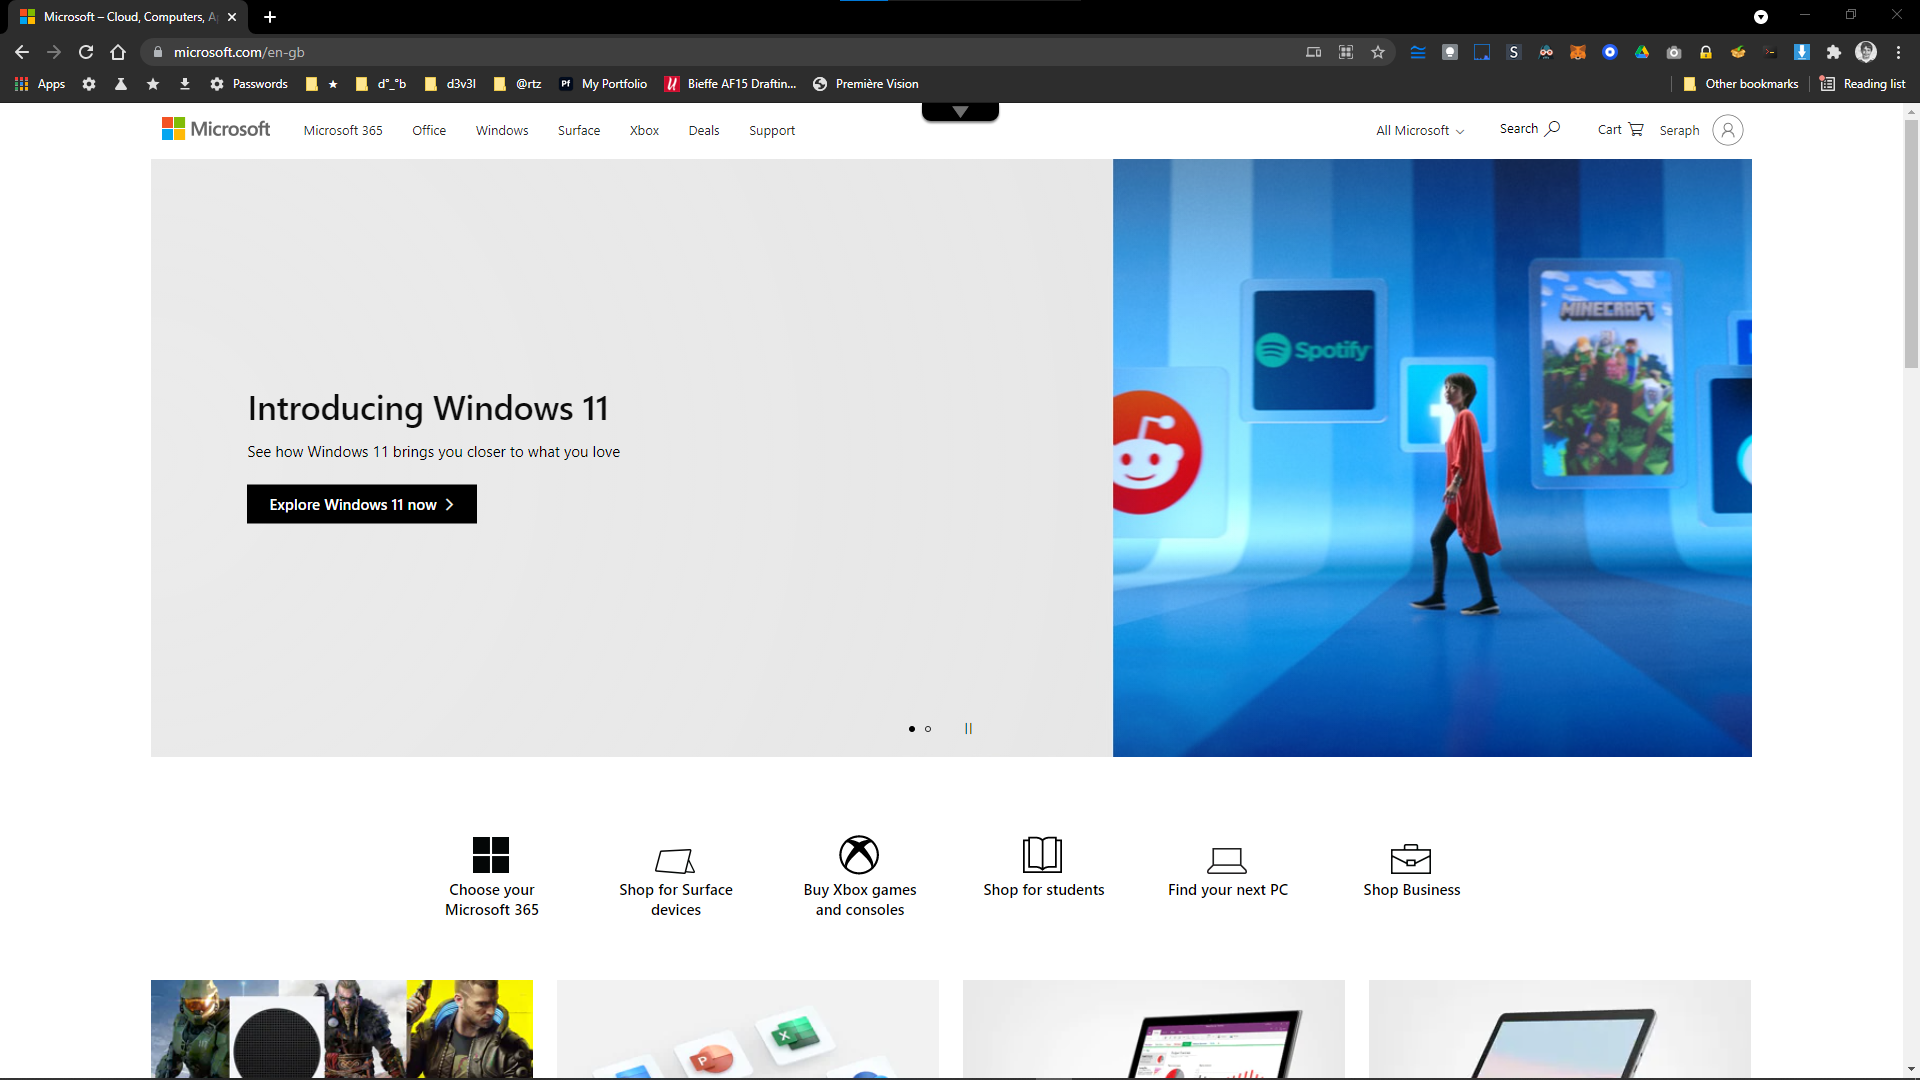 Microsoft – Cloud, Computers, A
microsoft.com/en-gb
Apps
Passwords
★
d°_°b
d3v3l
@rtz
Pf
My Portfolio
Bieffe AF15 Draftin...
Première Vision
Other bookmarks
Reading list
Microsoft
Microsoft 365
Office
Windows
Surface
Xbox
Deals
Support
All Microsoft
Search
Cart
Seraph
Introducing Windows 11
See how Windows 11 brings you closer to what you love
Explore Windows 11 now
Spotify
MINECRAFT
Choose your
Microsoft 365
Shop for Surface
devices
Buy Xbox games
and consoles
Shop for students
Find your next PC
Shop Business